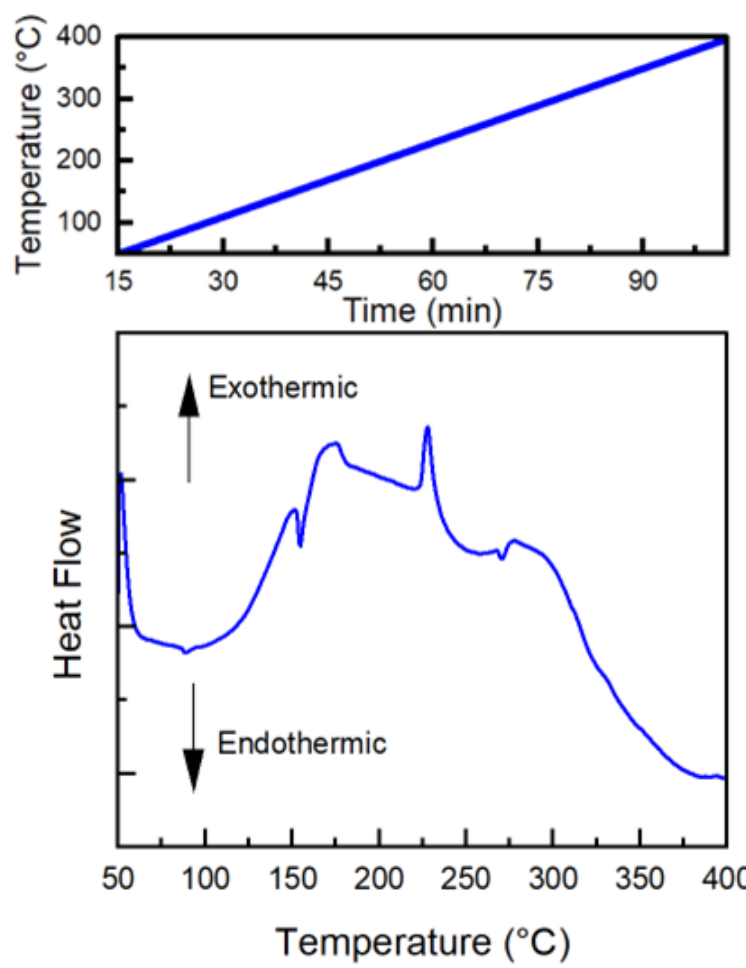 Temperature (°C)
400
300
200
100
15 30 45 60 75 90
Time (min)
Heat Flow
Exothermic
Endothermic
50 100 150 200 250 300 350 400
Temperature (°C)